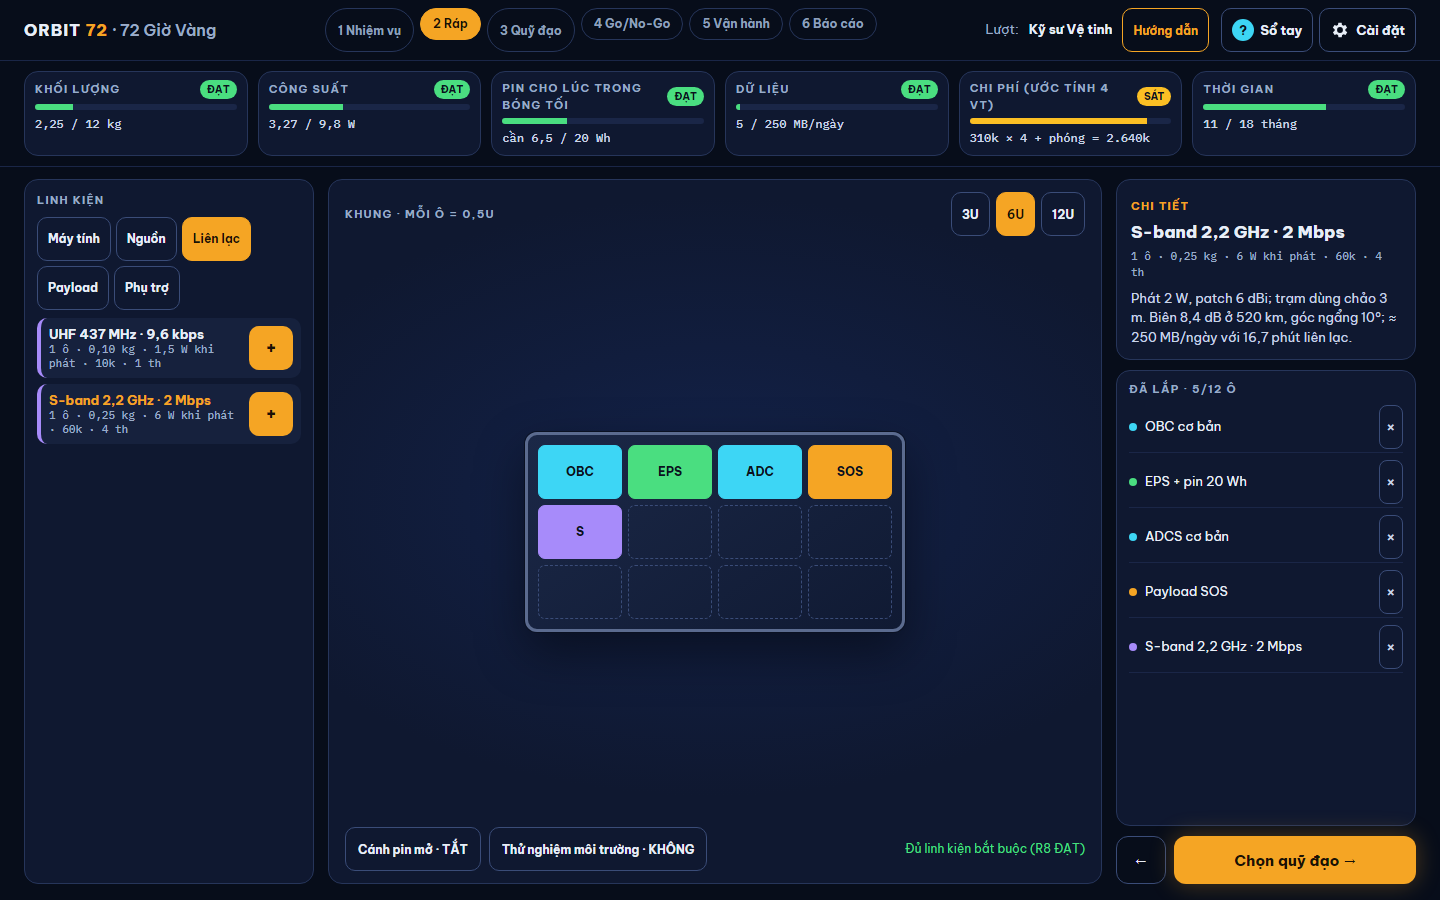 ORBIT 72 · 72 Giờ Vàng
1 Nhiệm vụ
2 Ráp
3 Quỹ đạo
4 Go/No-Go
5 Vận hành
6 Báo cáo
Lượt: Kỹ sư Vệ tinh
Hướng dẫn
? Sổ tay
Cài đặt
KHỐI LƯỢNG
ĐẠT
2,25 / 12 kg
CÔNG SUẤT
ĐẠT
3,27 / 9,8 W
PIN CHO LÚC TRONG
BÓNG TỐI
ĐẠT
cần 6,5 / 20 Wh
DỮ LIỆU
ĐẠT
5 / 250 MB/ngày
CHI PHÍ (ƯỚC TÍNH 4
VT)
SÁT
310k × 4 + phóng = 2.640k
THỜI GIAN
ĐẠT
11 / 18 tháng
LINH KIỆN
Máy tính
Nguồn
Liên lạc
Payload
Phụ trợ
UHF 437 MHz · 9,6 kbps
1 ô · 0,10 kg · 1,5 W khi
phát · 10k · 1 th
+
S-band 2,2 GHz · 2 Mbps
1 ô · 0,25 kg · 6 W khi phát
· 60k · 4 th
+
KHUNG · MỖI Ô = 0,5U
3U
6U
12U
OBC
EPS
ADC
SOS
S
Cánh pin mở · TẮT
Thử nghiệm môi trường · KHÔNG
Đủ linh kiện bắt buộc (R8 ĐẠT)
CHI TIẾT
S-band 2,2 GHz · 2 Mbps
1 ô · 0,25 kg · 6 W khi phát · 60k · 4
th
Phát 2 W, patch 6 dBi; trạm dùng chảo 3
m. Biên 8,4 dB ở 520 km, góc ngẩng 10°; ≈
250 MB/ngày với 16,7 phút liên lạc.
ĐÃ LẮP · 5/12 Ô
OBC cơ bản
×
EPS + pin 20 Wh
×
ADCS cơ bản
×
Payload SOS
×
S-band 2,2 GHz · 2 Mbps
×
←
Chọn quỹ đạo →